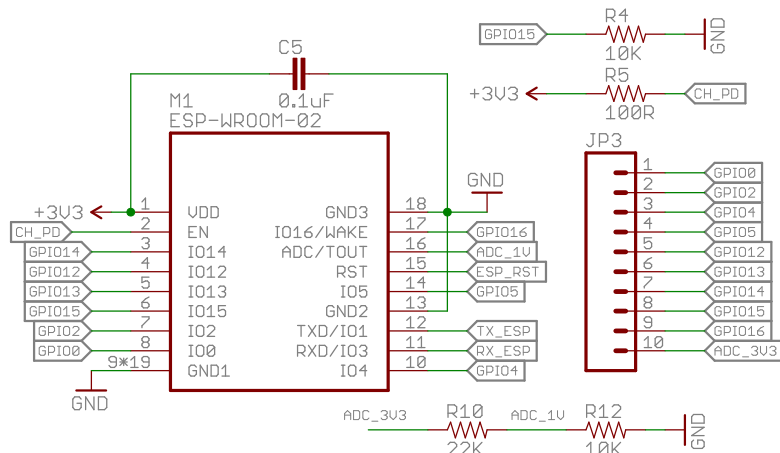 R4
GPIO15
10K
GND
C5
0.1uF
+3V3
R5
100R
CH_PD
M1
ESP-WROOM-02
JP3
+3V3
1 VDD
GND3 18
GND
CH_PD
2 EN
IO16/WAKE 17
GPIO16
GPIO14
3 IO14
ADC/TOUT 16
ADC_1V
GPIO12
4 IO12
RST 15
ESP_RST
GPIO13
5 IO13
IO5 14
GPIO5
GPIO15
6 IO15
GND2 13
GPIO2
7 IO2
TXD/IO1 12
TX_ESP
GPIO0
8 IO0
RXD/IO3 11
RX_ESP
9*19 GND1
IO4 10
GPIO4
GND
1 GPIO0
2 GPIO2
3 GPIO4
4 GPIO5
5 GPIO12
6 GPIO13
7 GPIO14
8 GPIO15
9 GPIO16
10 ADC_3V3
ADC_3V3
R10
22K
ADC_1V
R12
10K
GND